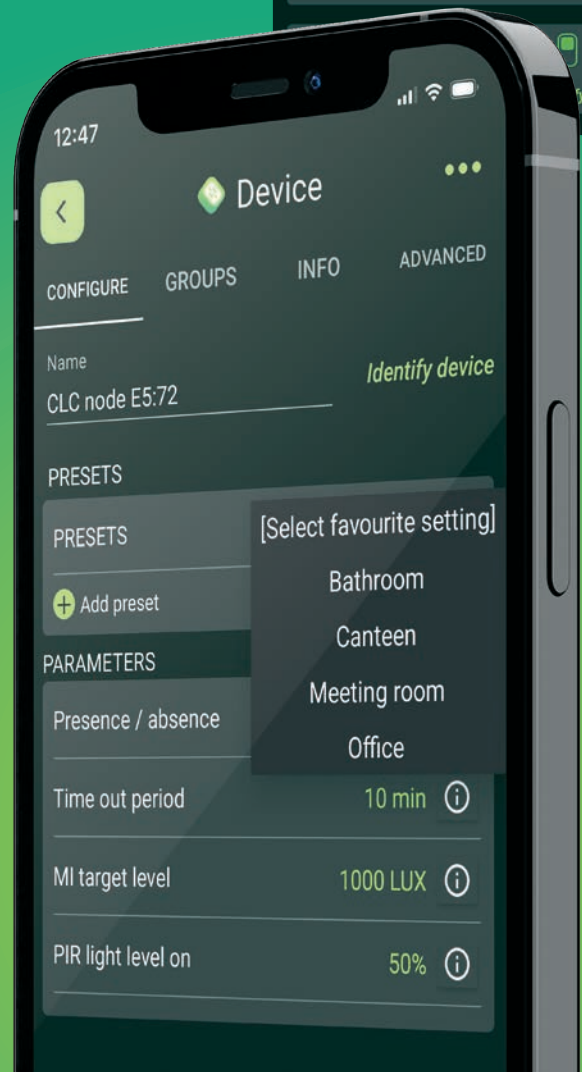 12:47
Device
CONFIGURE GROUPS INFO ADVANCED
Name
Identify device
CLC node E5:72
PRESETS
PRESETS
[Select favourite setting]
Bathroom
Add preset
Canteen
PARAMETERS
Meeting room
Presence / absence
Office
Time out period 10 min
MI target level 1000 LUX
PIR light level on 50%